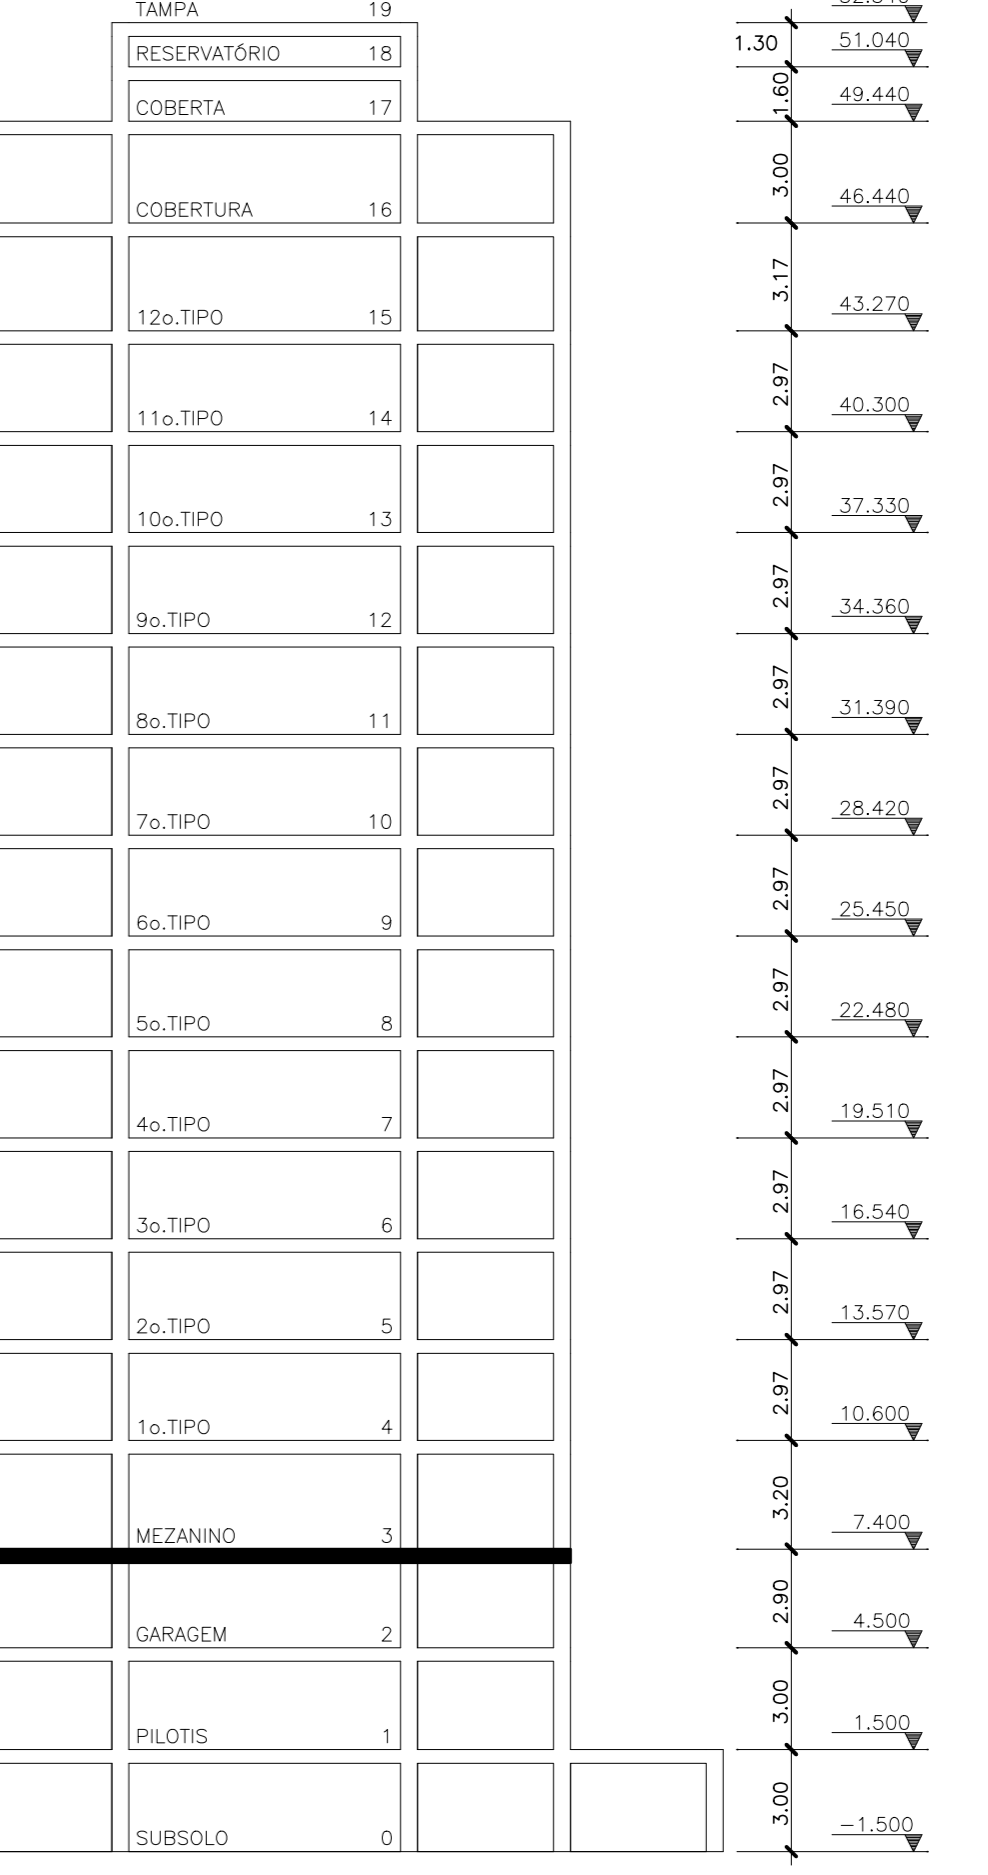 TAMPA 19
1.30 51.040
RESERVATÓRIO 18
1.60 49.440
COBERTA 17
3.00 46.440
COBERTURA 16
3.17 43.270
12o.TIPO 15
2.97 40.300
11o.TIPO 14
2.97 37.330
10o.TIPO 13
2.97 34.360
9o.TIPO 12
2.97 31.390
8o.TIPO 11
2.97 28.420
7o.TIPO 10
2.97 25.450
6o.TIPO 9
2.97 22.480
5o.TIPO 8
2.97 19.510
4o.TIPO 7
2.97 16.540
3o.TIPO 6
2.97 13.570
2o.TIPO 5
2.97 10.600
1o.TIPO 4
3.20 7.400
MEZANINO 3
2.90 4.500
GARAGEM 2
3.00 1.500
PILOTIS 1
3.00 -1.500
SUBSOLO 0